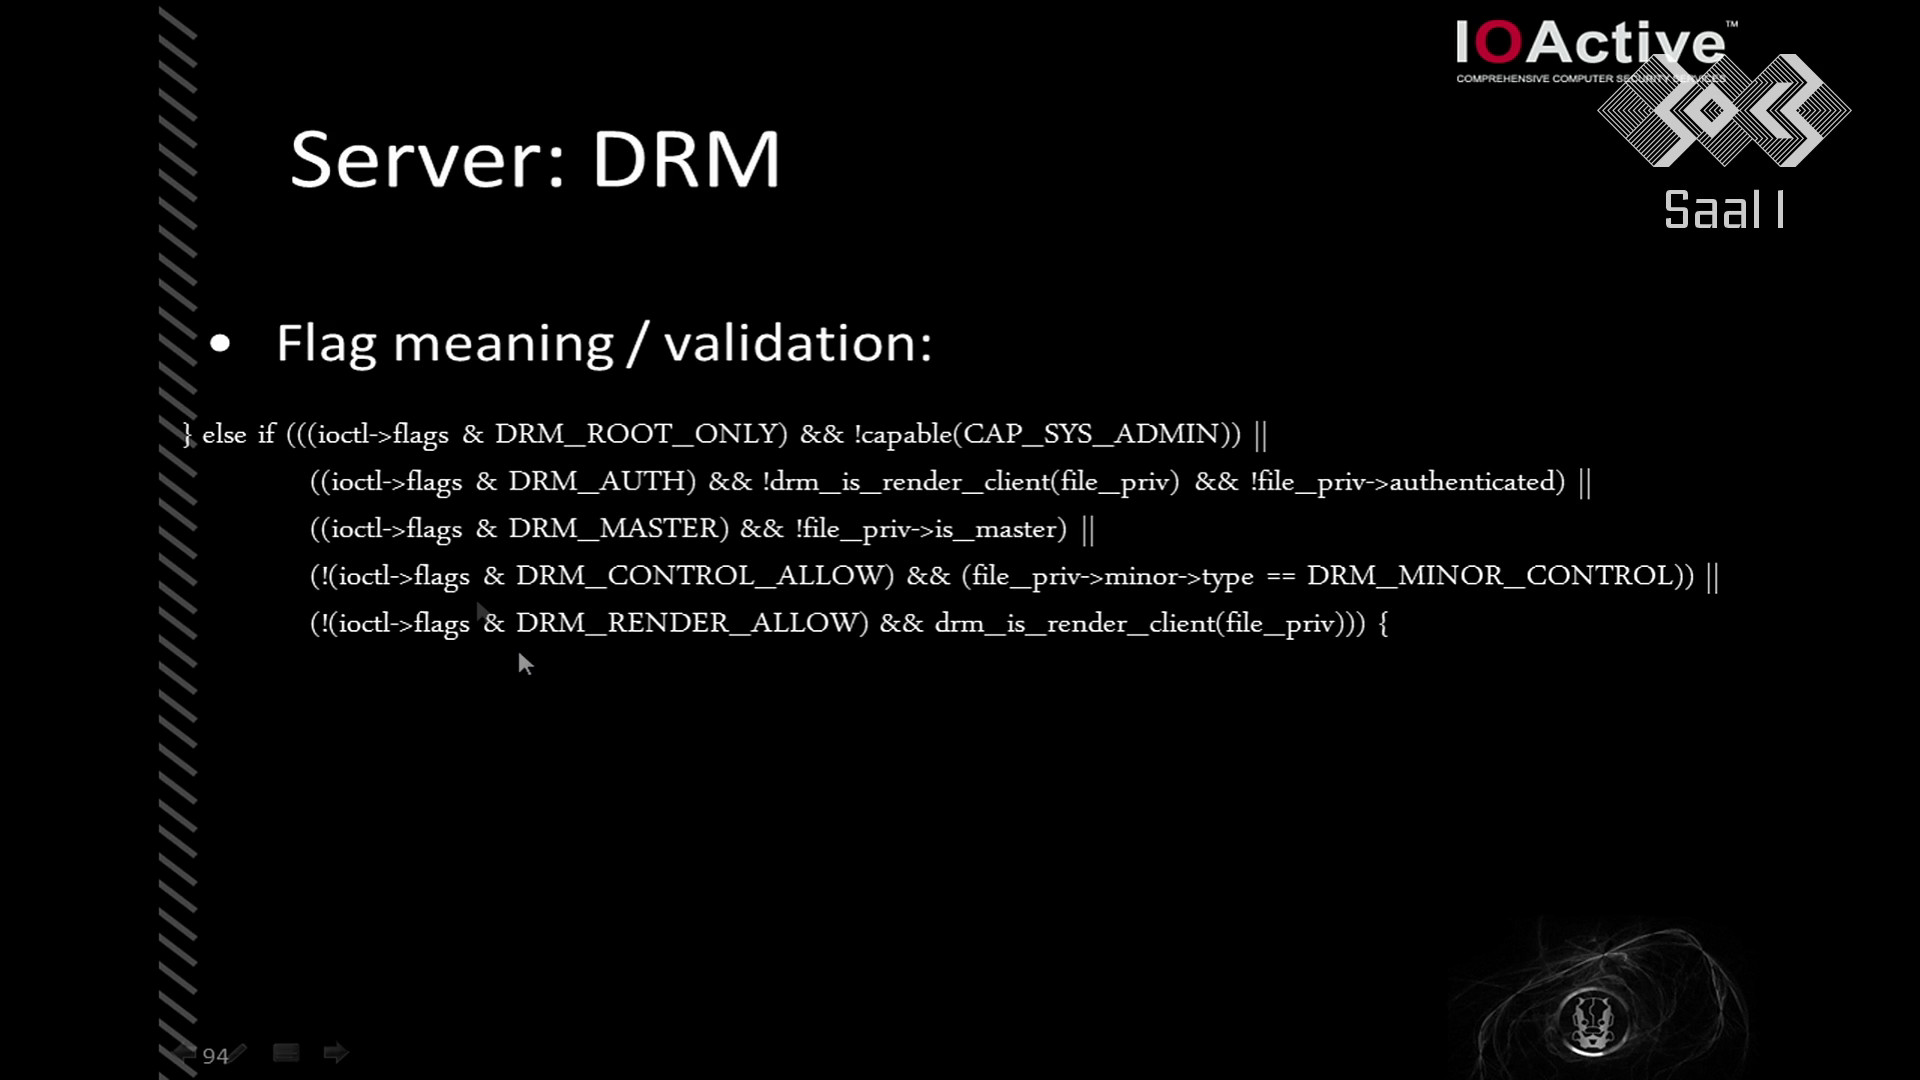 IOActive™
COMPREHENSIVE COMPUTER SECURITY SERVICES
Saal 1
Server: DRM
• Flag meaning / validation:
} else if (((ioctl->flags & DRM_ROOT_ONLY) && !capable(CAP_SYS_ADMIN)) ||
((ioctl->flags & DRM_AUTH) && !drm_is_render_client(file_priv) && !file_priv->authenticated) ||
((ioctl->flags & DRM_MASTER) && !file_priv->is_master) ||
(!(ioctl->flags & DRM_CONTROL_ALLOW) && (file_priv->minor->type == DRM_MINOR_CONTROL)) ||
(!(ioctl->flags & DRM_RENDER_ALLOW) && drm_is_render_client(file_priv))) {
94